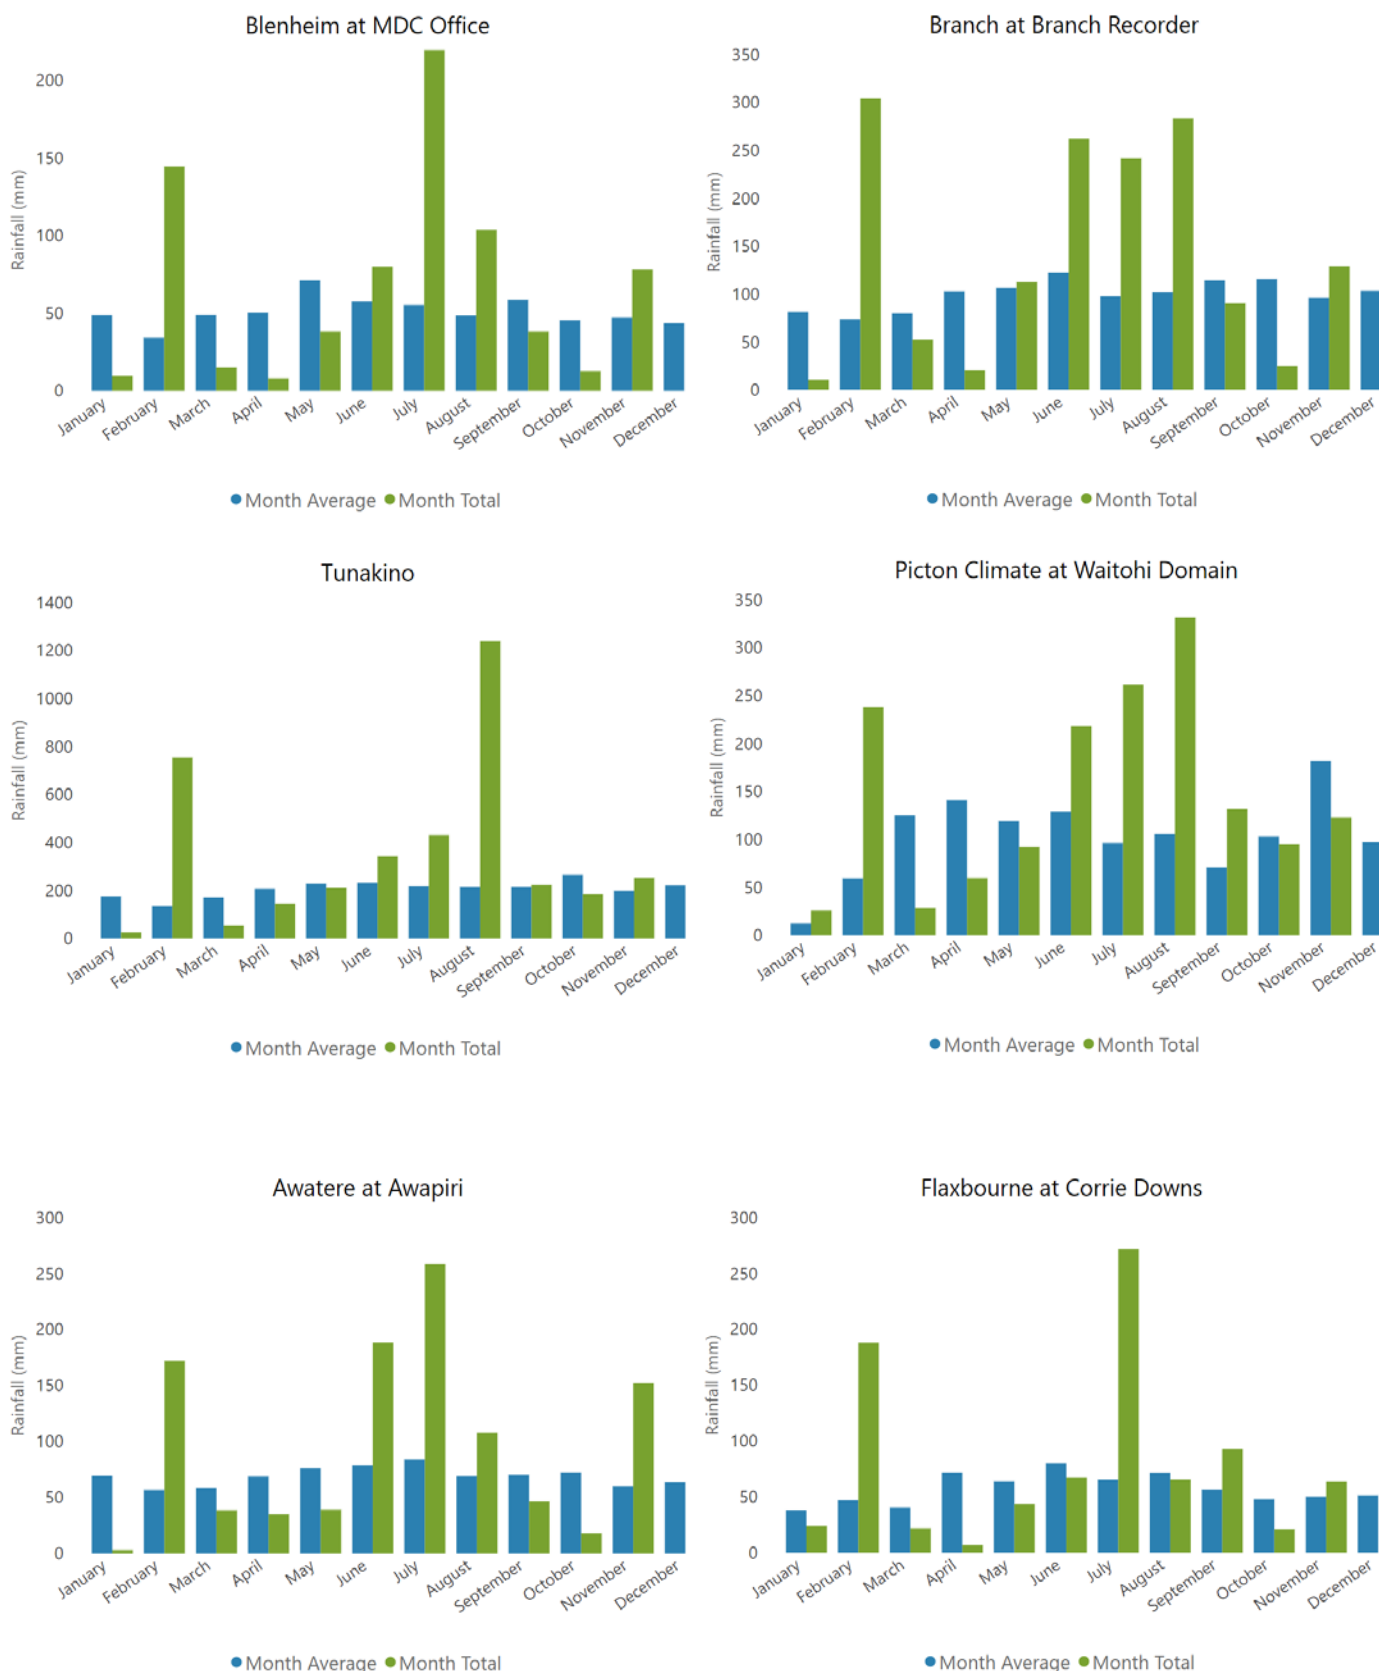 Blenheim at MDC Office
Rainfall (mm)
200
150
100
50
0
January February March April May June July August September October November December
Month Average Month Total
Branch at Branch Recorder
Rainfall (mm)
350
300
250
200
150
100
50
0
January February March April May June July August September October November December
Month Average Month Total
Tunakino
Rainfall (mm)
1400
1200
1000
800
600
400
200
0
January February March April May June July August September October November December
Month Average Month Total
Picton Climate at Waitohi Domain
Rainfall (mm)
350
300
250
200
150
100
50
0
January February March April May June July August September October November December
Month Average Month Total
Awatere at Awapiri
Rainfall (mm)
300
250
200
150
100
50
0
January February March April May June July August September October November December
Month Average Month Total
Flaxbourne at Corrie Downs
Rainfall (mm)
300
250
200
150
100
50
0
January February March April May June July August September October November December
Month Average Month Total